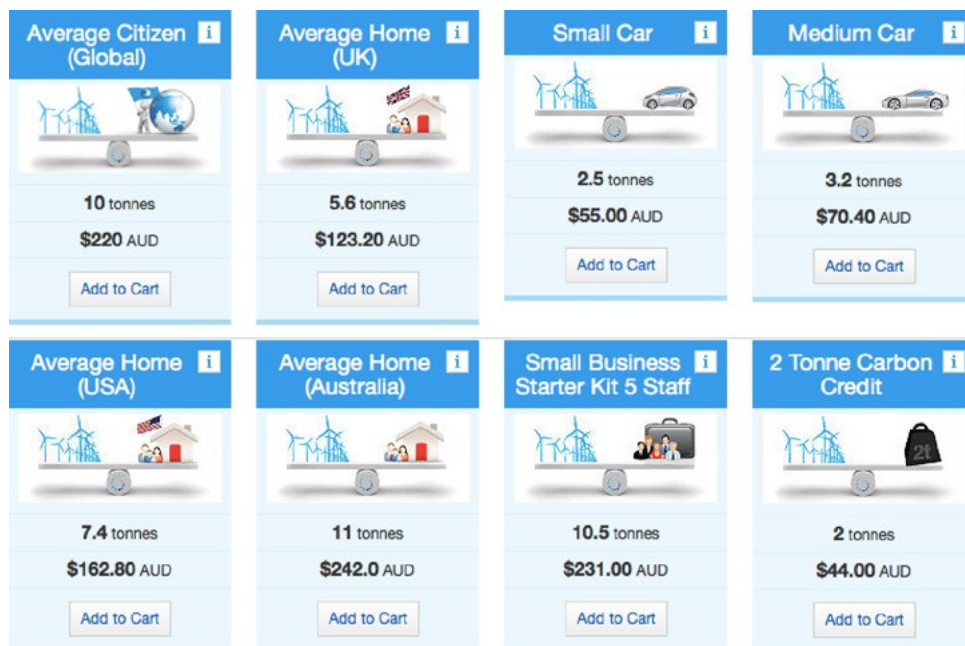 Average Citizen i
(Global)
10 tonnes
$220 AUD
Add to Cart
Average Home i
(UK)
5.6 tonnes
$123.20 AUD
Add to Cart
Small Car i
2.5 tonnes
$55.00 AUD
Add to Cart
Medium Car i
3.2 tonnes
$70.40 AUD
Add to Cart
Average Home i
(USA)
7.4 tonnes
$162.80 AUD
Add to Cart
Average Home i
(Australia)
11 tonnes
$242.0 AUD
Add to Cart
Small Business i
Starter Kit 5 Staff
10.5 tonnes
$231.00 AUD
Add to Cart
2 Tonne Carbon i
Credit
2t
2 tonnes
$44.00 AUD
Add to Cart